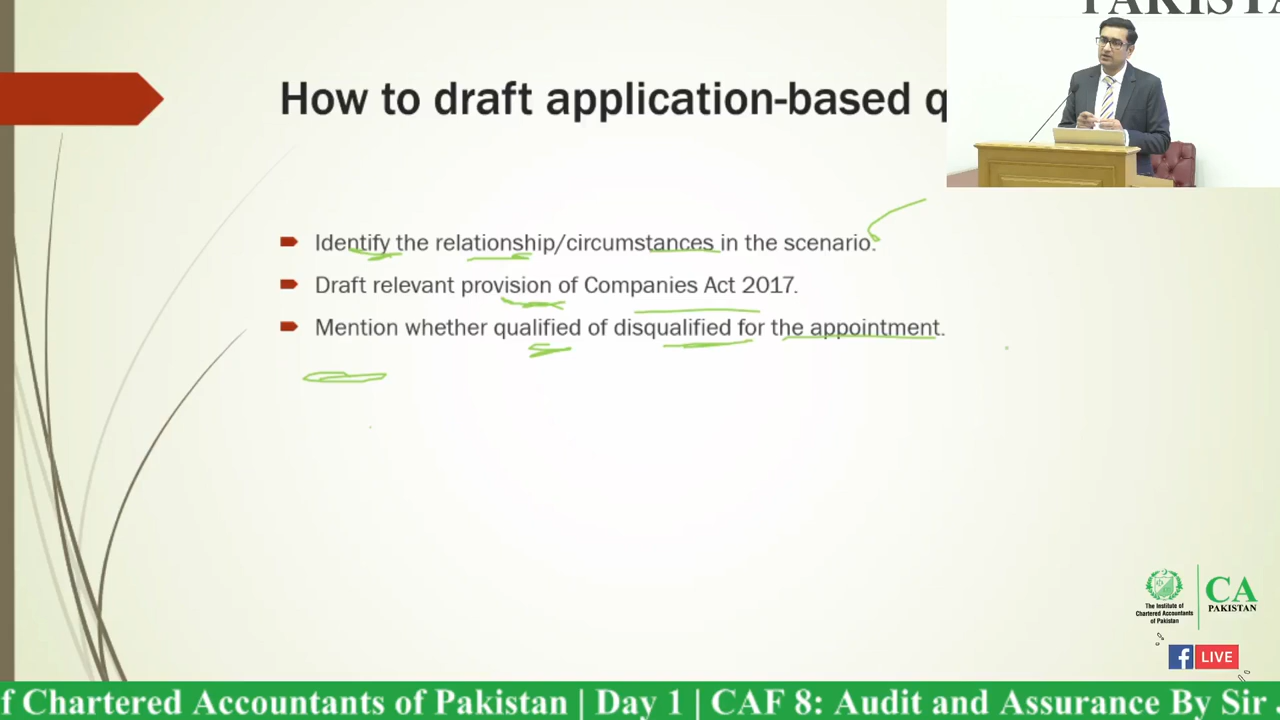 PAKISTAN
How to draft application-based q
Identify the relationship/circumstances in the scenario.
Draft relevant provision of Companies Act 2017.
Mention whether qualified of disqualified for the appointment.
The Institute of
Chartered Accountants
of Pakistan
CA
PAKISTAN
f LIVE
f Chartered Accountants of Pakistan | Day 1 | CAF 8: Audit and Assurance By Sir